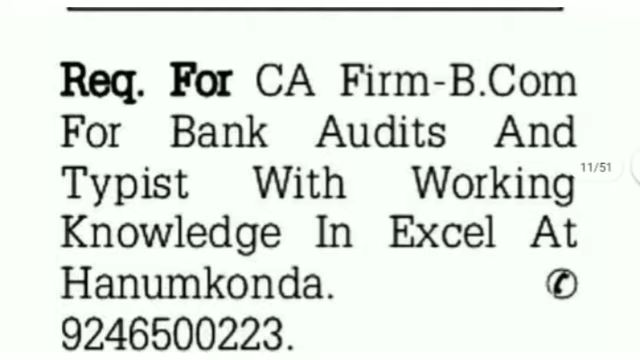 Req. For CA Firm-B.Com
For Bank Audits And
Typist With Working
11/51
Knowledge In Excel At
Hanumkonda. ✆
9246500223.